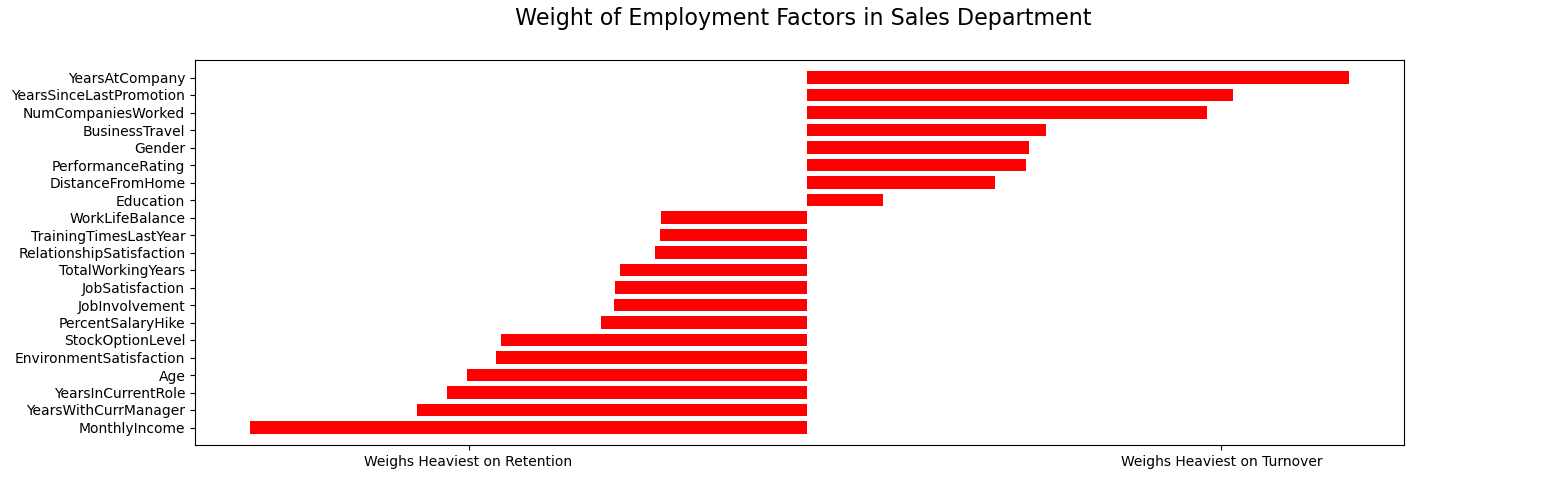 Weight of Employment Factors in Sales Department
YearsAtCompany
YearsSinceLastPromotion
NumCompaniesWorked
BusinessTravel
Gender
PerformanceRating
DistanceFromHome
Education
WorkLifeBalance
TrainingTimesLastYear
RelationshipSatisfaction
TotalWorkingYears
JobSatisfaction
JobInvolvement
PercentSalaryHike
StockOptionLevel
EnvironmentSatisfaction
Age
YearsInCurrentRole
YearsWithCurrManager
MonthlyIncome
Weighs Heaviest on Retention Weighs Heaviest on Turnover